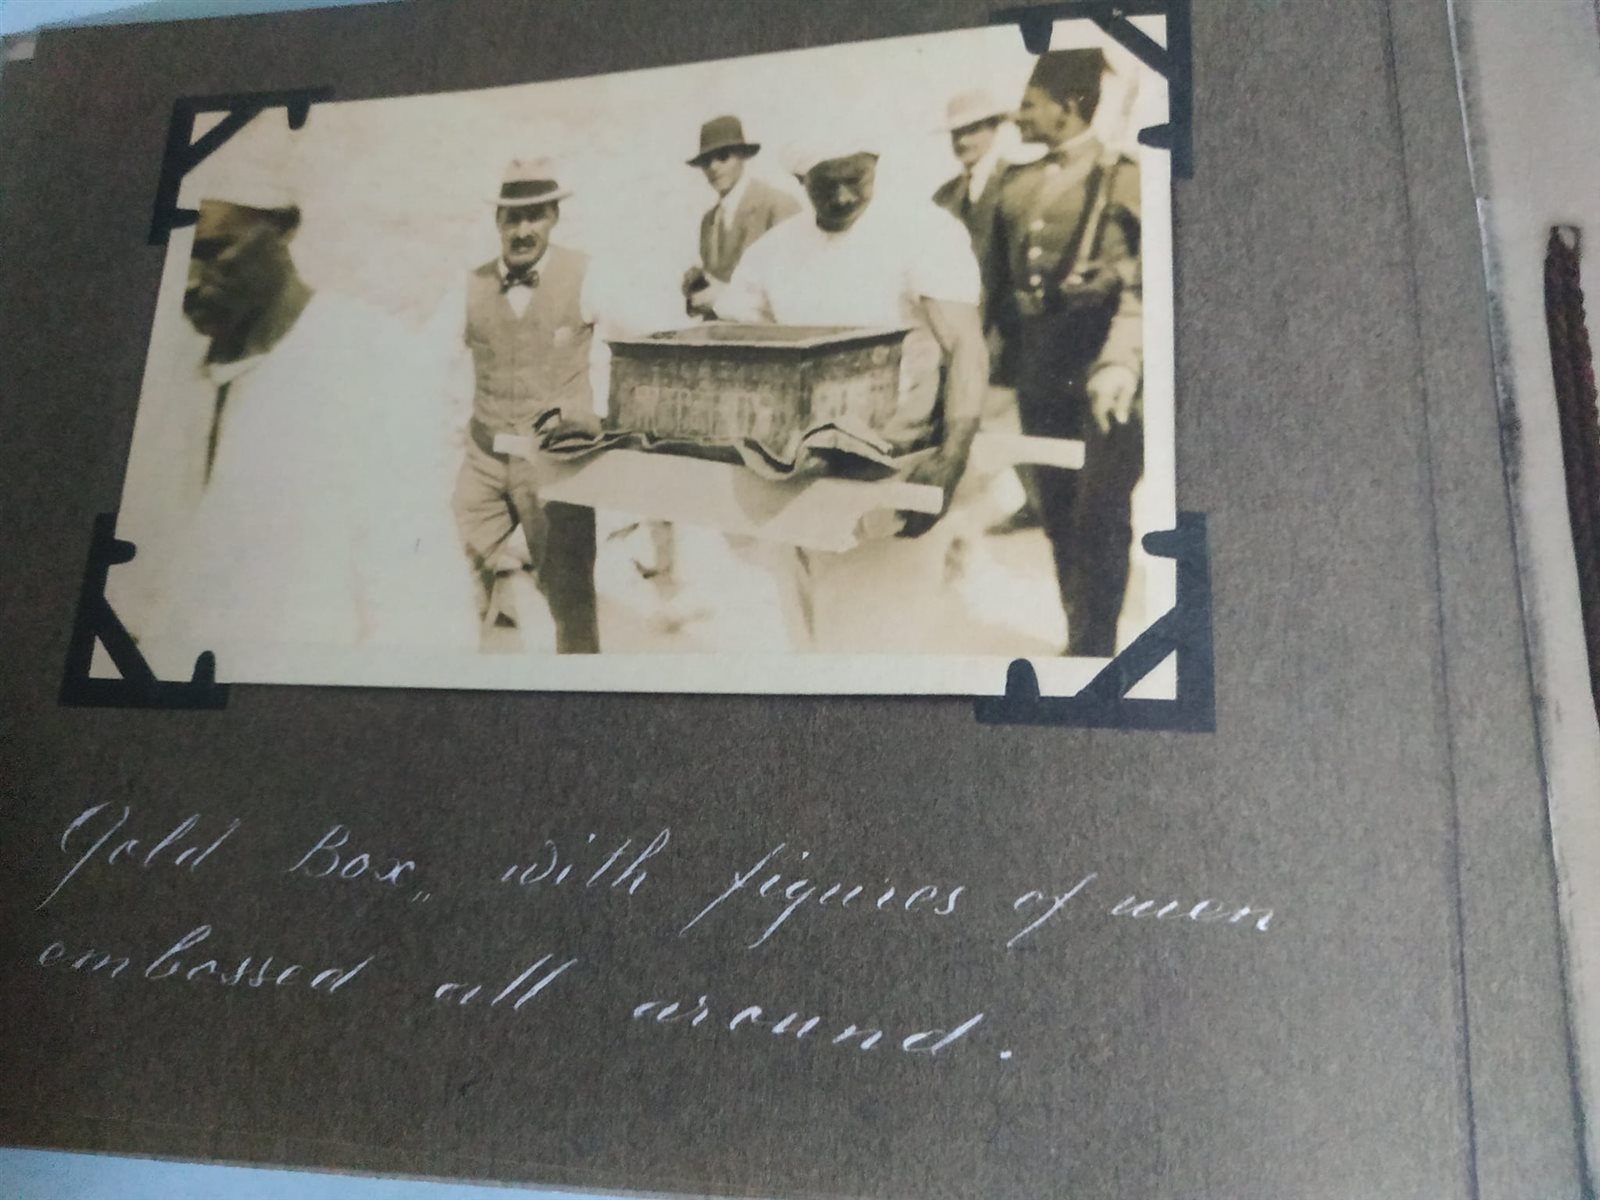 Gold Box,, with figures of men
embossed all around.